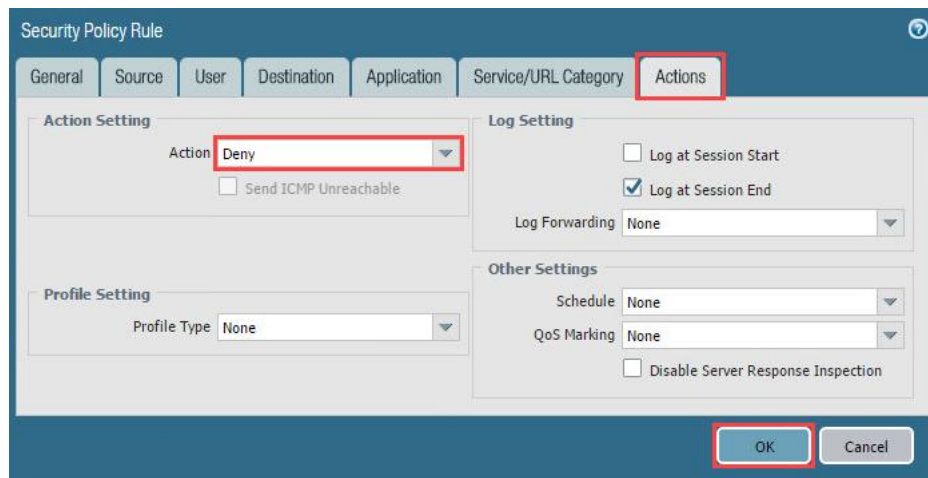 Security Policy Rule
General Source User Destination Application Service/URL Category Actions
Action Setting
Action Deny
Send ICMP Unreachable
Profile Setting
Profile Type None
Log Setting
Log at Session Start
Log at Session End
Log Forwarding None
Other Settings
Schedule None
QoS Marking None
Disable Server Response Inspection
OK Cancel